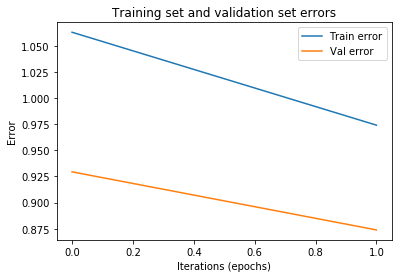 Training set and validation set errors
Train error
Val error
1.050
1.025
1.000
0.975
0.950
0.925
0.900
0.875
Error
0.0
0.2
0.4
0.6
0.8
1.0
Iterations (epochs)